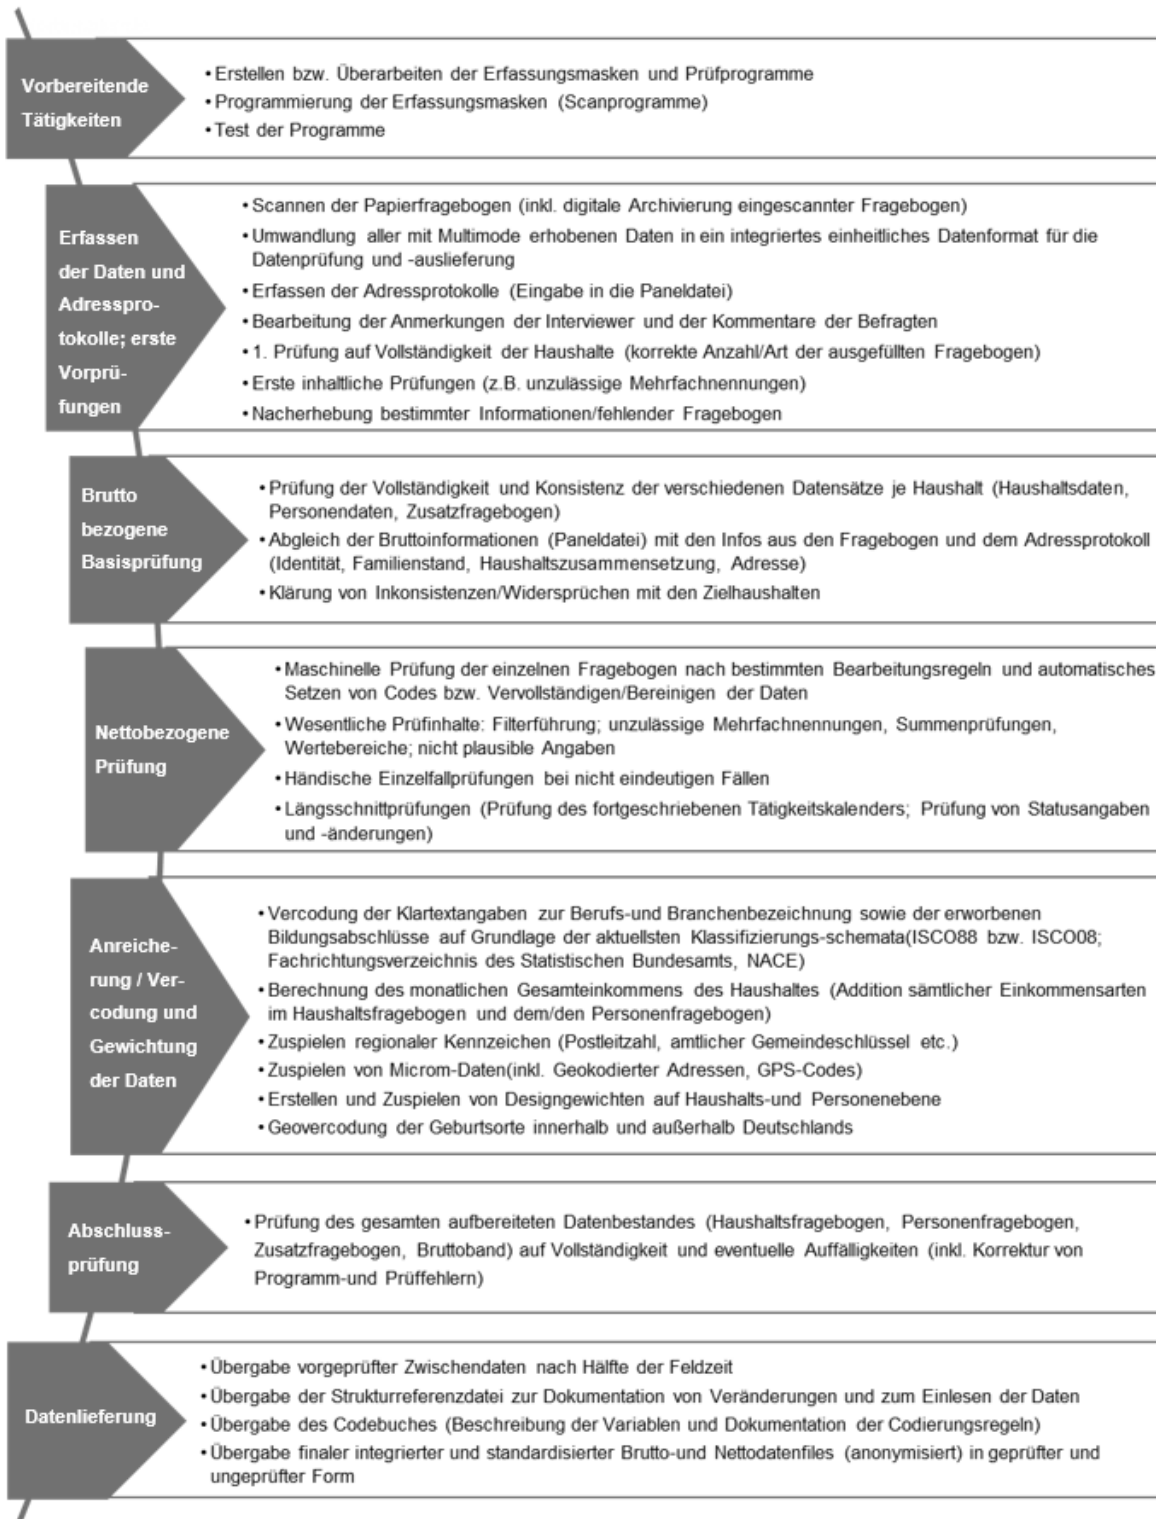 Vorbereitende
Tätigkeiten
• Erstellen bzw. Überarbeiten der Erfassungsmasken und Prüfprogramme
• Programmierung der Erfassungsmasken (Scanprogramme)
• Test der Programme
Erfassen
der Daten und
Adresspro-
tokolle; erste
Vorprü-
fungen
• Scannen der Papierfragebogen (inkl. digitale Archivierung eingescannter Fragebogen)
• Umwandlung aller mit Multimode erhobenen Daten in ein integriertes einheitliches Datenformat für die
Datenprüfung und -auslieferung
• Erfassen der Adressprotokolle (Eingabe in die Paneldatei)
• Bearbeitung der Anmerkungen der Interviewer und der Kommentare der Befragten
• 1. Prüfung auf Vollständigkeit der Haushalte (korrekte Anzahl/Art der ausgefüllten Fragebogen)
• Erste inhaltliche Prüfungen (z.B. unzulässige Mehrfachnennungen)
• Nacherhebung bestimmter Informationen/fehlender Fragebogen
Brutto
bezogene
Basisprüfung
• Prüfung der Vollständigkeit und Konsistenz der verschiedenen Datensätze je Haushalt (Haushaltsdaten,
Personendaten, Zusatzfragebogen)
• Abgleich der Bruttoinformationen (Paneldatei) mit den Infos aus den Fragebogen und dem Adressprotokoll
(Identität, Familienstand, Haushaltszusammensetzung, Adresse)
• Klärung von Inkonsistenzen/Widersprüchen mit den Zielhaushalten
Nettobezogene
Prüfung
• Maschinelle Prüfung der einzelnen Fragebogen nach bestimmten Bearbeitungsregeln und automatisches
Setzen von Codes bzw. Vervollständigen/Bereinigen der Daten
• Wesentliche Prüfinhalte: Filterführung; unzulässige Mehrfachnennungen, Summenprüfungen,
Wertebereiche; nicht plausible Angaben
• Händische Einzelfallprüfungen bei nicht eindeutigen Fällen
• Längsschnittprüfungen (Prüfung des fortgeschriebenen Tätigkeitskalenders; Prüfung von Statusangaben
und -änderungen)
Anreiche-
rung / Ver-
codung und
Gewichtung
der Daten
• Vercodung der Klartextangaben zur Berufs-und Branchenbezeichnung sowie der erworbenen
Bildungsabschlüsse auf Grundlage der aktuellsten Klassifizierungs-schemata(ISCO88 bzw. ISCO08;
Fachrichtungsverzeichnis des Statistischen Bundesamts, NACE)
• Berechnung des monatlichen Gesamteinkommens des Haushaltes (Addition sämtlicher Einkommensarten
im Haushaltsfragebogen und dem/den Personenfragebogen)
• Zuspielen regionaler Kennzeichen (Postleitzahl, amtlicher Gemeindeschlüssel etc.)
• Zuspielen von Microm-Daten(inkl. Geokodierter Adressen, GPS-Codes)
• Erstellen und Zuspielen von Designgewichten auf Haushalts-und Personenebene
• Geovercodung der Geburtsorte innerhalb und außerhalb Deutschlands
Abschluss-
prüfung
• Prüfung des gesamten aufbereiteten Datenbestandes (Haushaltsfragebogen, Personenfragebogen,
Zusatzfragebogen, Bruttoband) auf Vollständigkeit und eventuelle Auffälligkeiten (inkl. Korrektur von
Programm-und Prüffehlern)
Datenlieferung
• Übergabe vorgeprüfter Zwischendaten nach Hälfte der Feldzeit
• Übergabe der Strukturreferenzdatei zur Dokumentation von Veränderungen und zum Einlesen der Daten
• Übergabe des Codebuches (Beschreibung der Variablen und Dokumentation der Codierungsregeln)
• Übergabe finaler integrierter und standardisierter Brutto-und Nettodatenfiles (anonymisiert) in geprüfter und
ungeprüfter Form